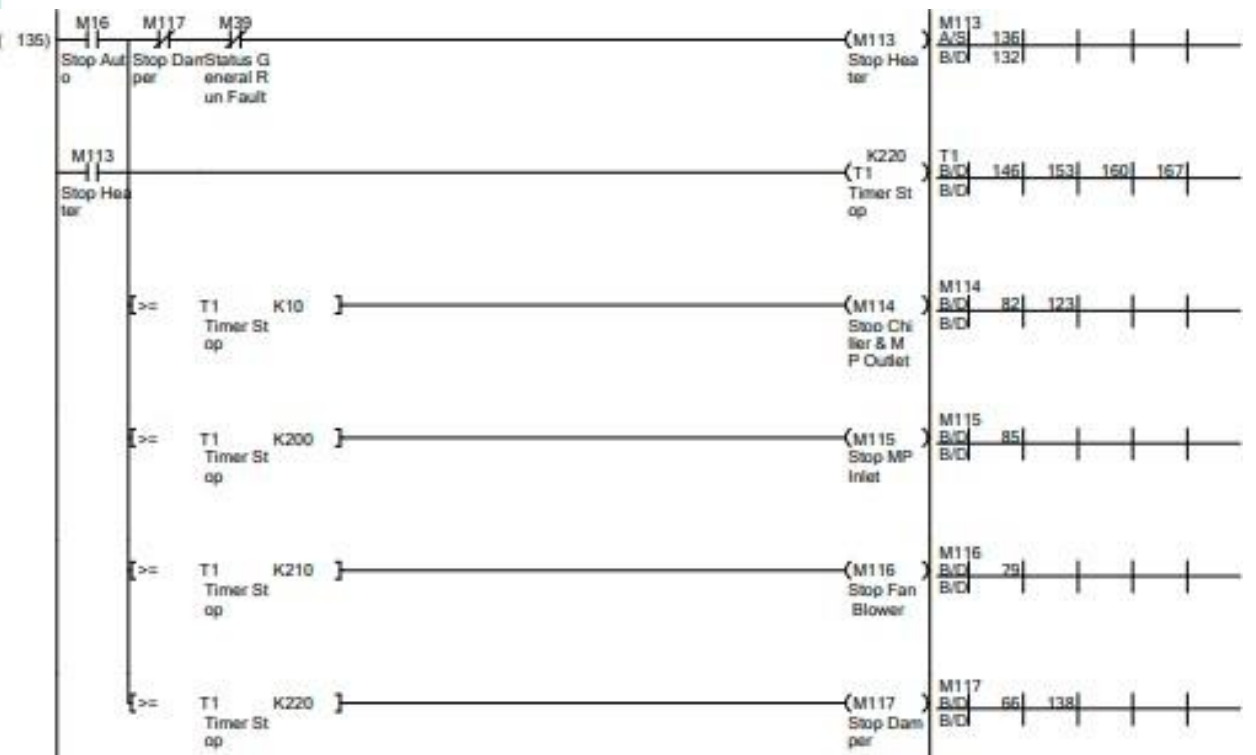 M16 M117 M39 M113
135) (M113 ) A/S 136
Stop Aut Stop Dam Status G Stop Hea B/D 132
o per eneral R ter
un Fault
M113 K220 T1
(T1 ) B/D 146 153 160 167
Stop Hea Timer St B/D
ter op
M114
[>= T1 K10 ] (M114 ) B/D 82 123
Timer St Stop Chi B/D
op ller & M
P Outlet
M115
[>= T1 K200 ] (M115 ) B/D 85
Timer St Stop MP B/D
op Inlet
M116
[>= T1 K210 ] (M116 ) B/D 79
Timer St Stop Fan B/D
op Blower
M117
[>= T1 K220 ] (M117 ) B/D 66 138
Timer St Stop Dam B/D
op per